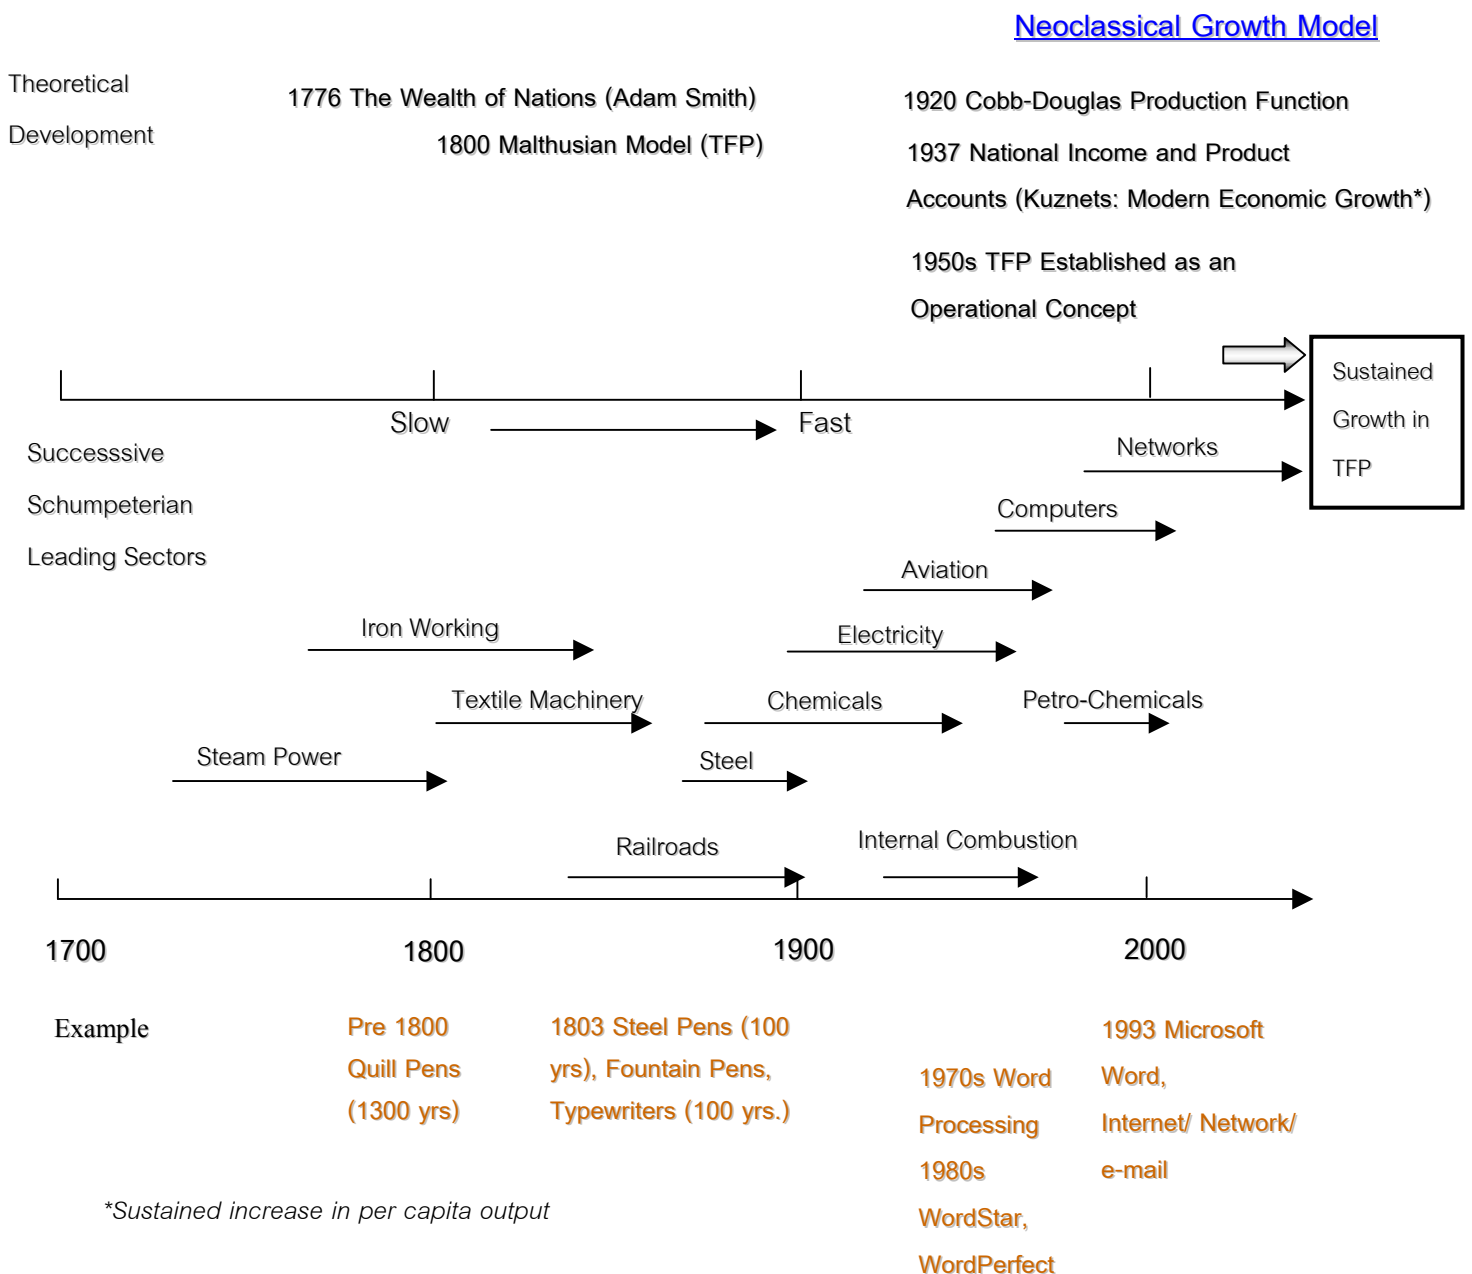 Neoclassical Growth Model
Theoretical
Development
1776 The Wealth of Nations (Adam Smith)
1800 Malthusian Model (TFP)
1920 Cobb-Douglas Production Function
1937 National Income and Product
Accounts (Kuznets: Modern Economic Growth*)
1950s TFP Established as an
Operational Concept
Sustained
Growth in
TFP
Slow
Fast
Successsive
Schumpeterian
Leading Sectors
Networks
Computers
Aviation
Iron Working
Electricity
Textile Machinery
Chemicals
Petro-Chemicals
Steam Power
Steel
Railroads
Internal Combustion
1700
1800
1900
2000
Example
Pre 1800
Quill Pens
(1300 yrs)
1803 Steel Pens (100
yrs), Fountain Pens,
Typewriters (100 yrs.)
1970s Word
Processing
1980s
WordStar,
WordPerfect
1993 Microsoft
Word,
Internet/ Network/
e-mail
*Sustained increase in per capita output